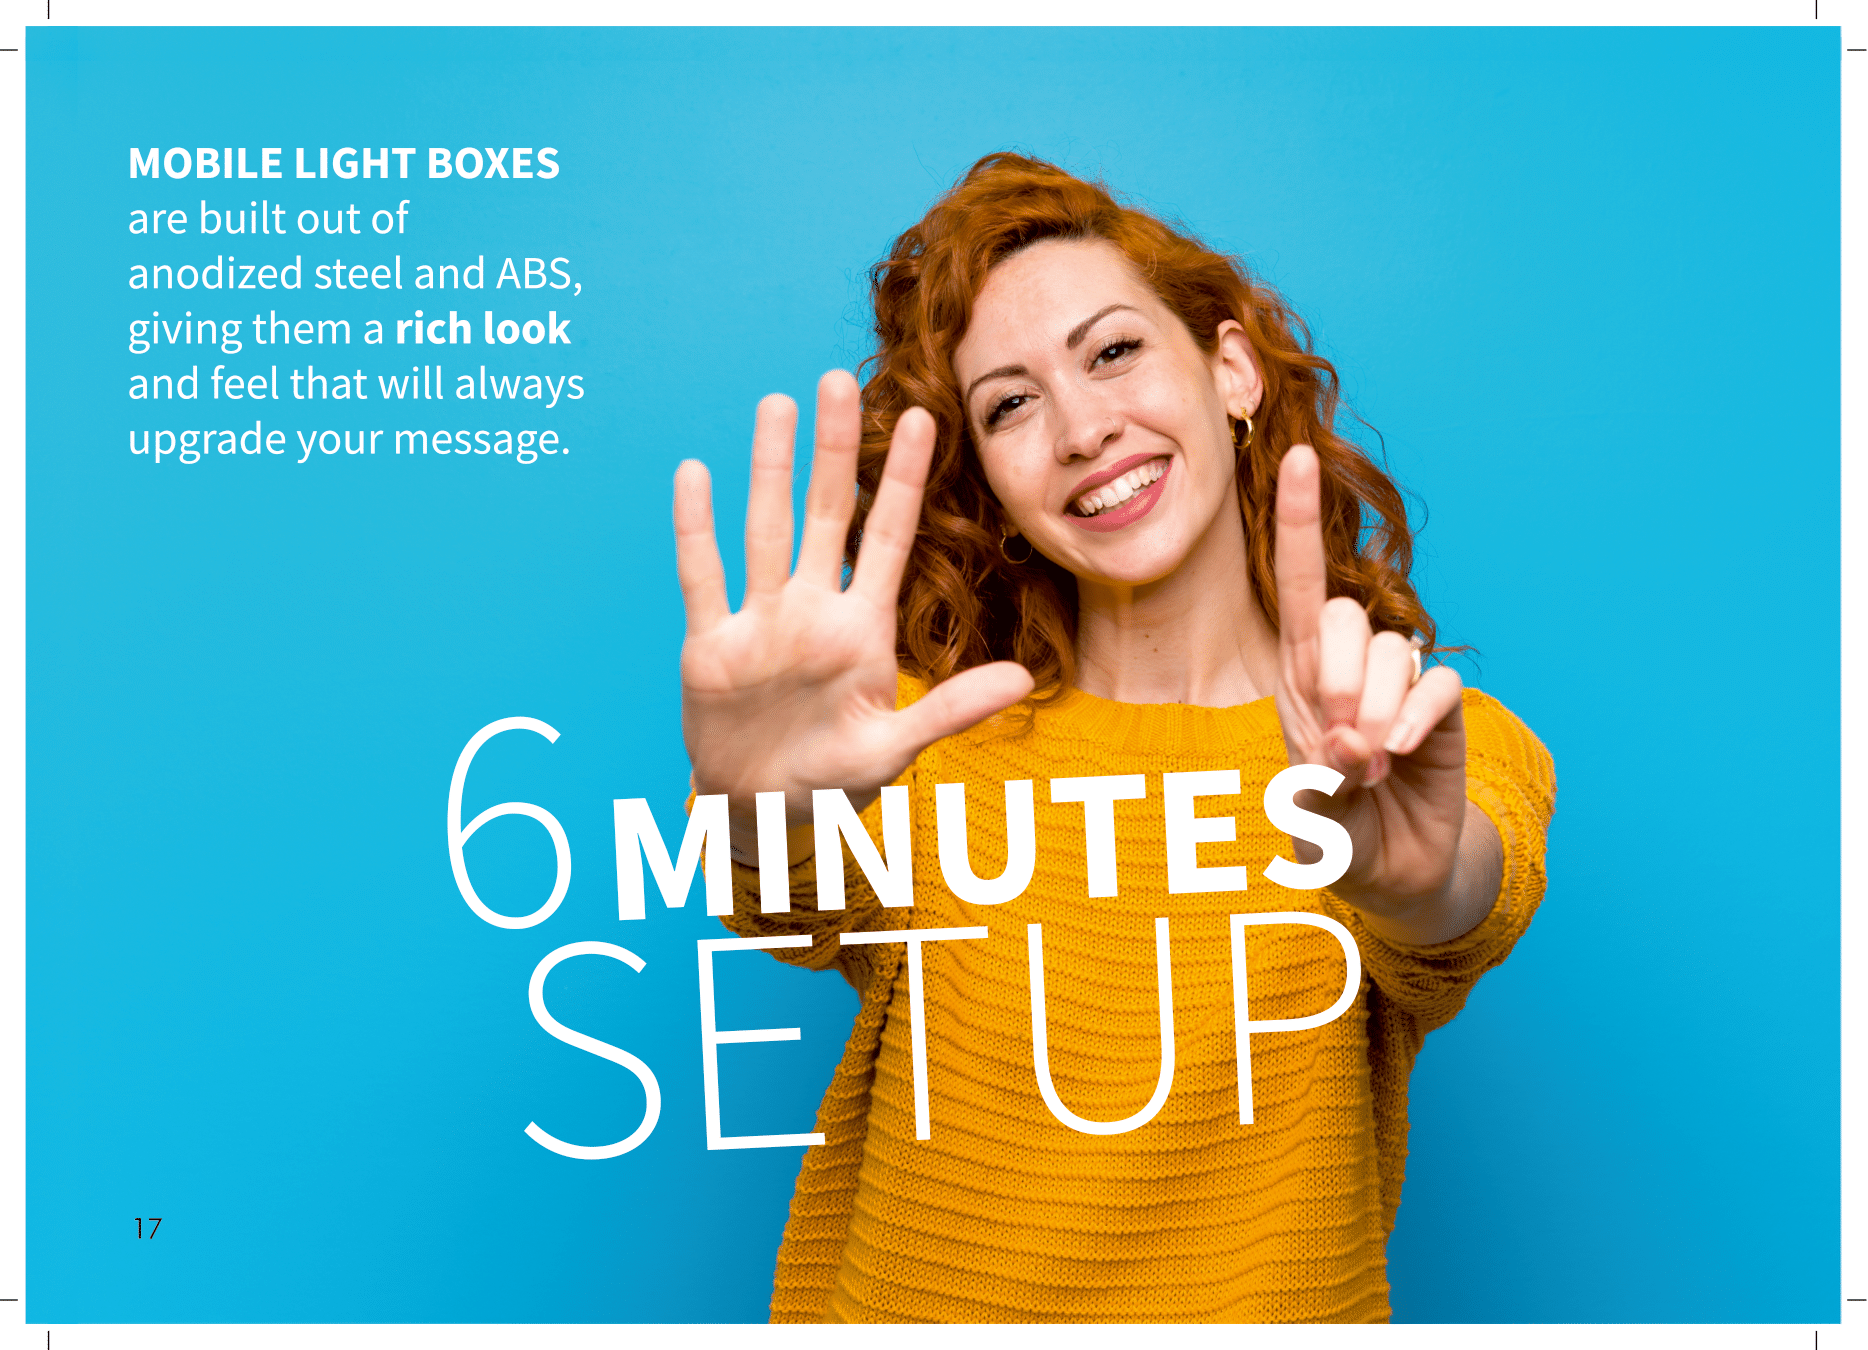 MOBILE LIGHT BOXES
are built out of
anodized steel and ABS,
giving them a rich look
and feel that will always
upgrade your message.
6 MINUTES
SETUP
17